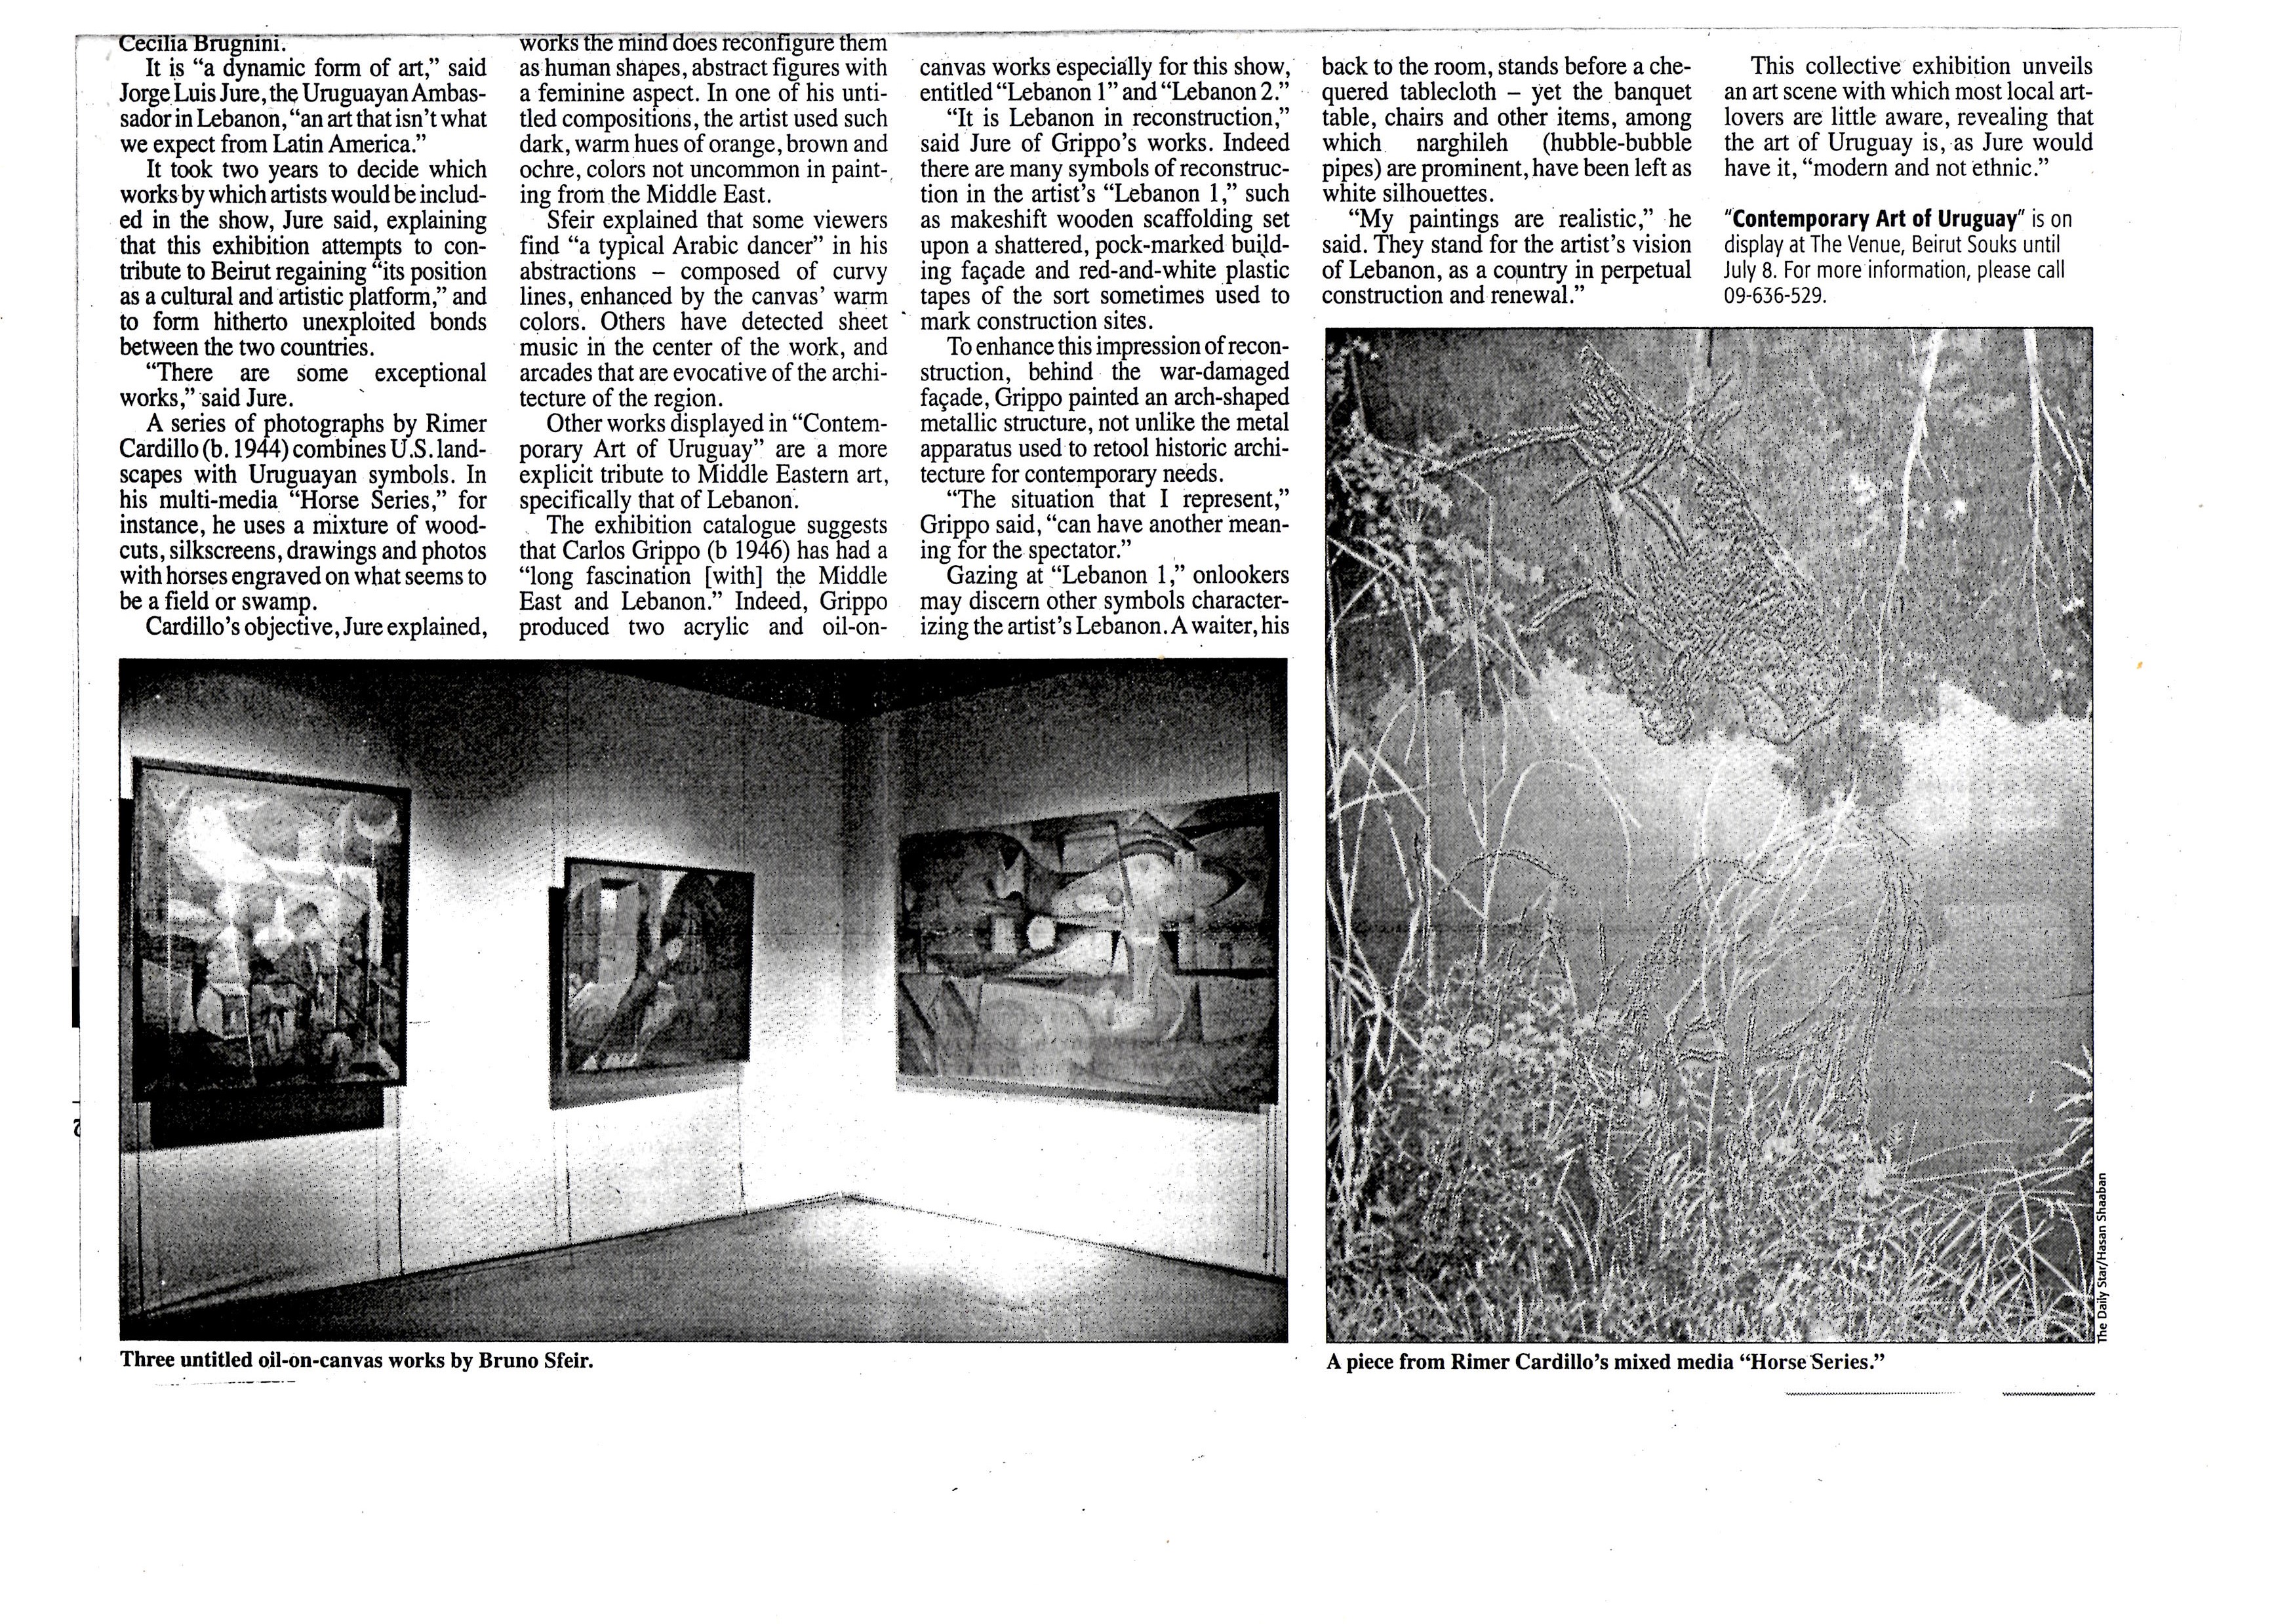 Cecilia Brugnini.
It is “a dynamic form of art,” said
Jorge Luis Jure, the Uruguayan Ambas-
sador in Lebanon, “an art that isn’t what
we expect from Latin America.”
It took two years to decide which
works by which artists would be includ-
ed in the show, Jure said, explaining
that this exhibition attempts to con-
tribute to Beirut regaining “its position
as a cultural and artistic platform,” and
to form hitherto unexploited bonds
between the two countries.
“There are some exceptional
works,” said Jure.
A series of photographs by Rimer
Cardillo (b. 1944) combines U.S. land-
scapes with Uruguayan symbols. In
his multi-media “Horse Series,” for
instance, he uses a mixture of wood-
cuts, silkscreens, drawings and photos
with horses engraved on what seems to
be a field or swamp.
Cardillo’s objective, Jure explained,
works the mind does reconfigure them
as human shapes, abstract figures with
a feminine aspect. In one of his unti-
tled compositions, the artist used such
dark, warm hues of orange, brown and
ochre, colors not uncommon in paint-
ing from the Middle East.
Sfeir explained that some viewers
find “a typical Arabic dancer” in his
abstractions – composed of curvy
lines, enhanced by the canvas’ warm
colors. Others have detected sheet
music in the center of the work, and
arcades that are evocative of the archi-
tecture of the region.
Other works displayed in “Contem-
porary Art of Uruguay” are a more
explicit tribute to Middle Eastern art,
specifically that of Lebanon.
The exhibition catalogue suggests
that Carlos Grippo (b 1946) has had a
“long fascination [with] the Middle
East and Lebanon.” Indeed, Grippo
produced two acrylic and oil-on-
canvas works especially for this show,
entitled “Lebanon 1” and “Lebanon 2.”
“It is Lebanon in reconstruction,”
said Jure of Grippo’s works. Indeed
there are many symbols of reconstruc-
tion in the artist’s “Lebanon 1,” such
as makeshift wooden scaffolding set
upon a shattered, pock-marked build-
ing façade and red-and-white plastic
tapes of the sort sometimes used to
mark construction sites.
To enhance this impression of recon-
struction, behind the war-damaged
façade, Grippo painted an arch-shaped
metallic structure, not unlike the metal
apparatus used to retool historic archi-
tecture for contemporary needs.
“The situation that I represent,”
Grippo said, “can have another mean-
ing for the spectator.”
Gazing at “Lebanon 1,” onlookers
may discern other symbols character-
izing the artist’s Lebanon. A waiter, his
back to the room, stands before a che-
quered tablecloth – yet the banquet
table, chairs and other items, among
which narghileh (hubble-bubble
pipes) are prominent, have been left as
white silhouettes.
“My paintings are realistic,” he
said. They stand for the artist’s vision
of Lebanon, as a country in perpetual
construction and renewal.”
This collective exhibition unveils
an art scene with which most local art-
lovers are little aware, revealing that
the art of Uruguay is, as Jure would
have it, “modern and not ethnic.”
“Contemporary Art of Uruguay” is on
display at The Venue, Beirut Souks until
July 8. For more information, please call
09-636-529.
The Daily Star/Hasan Shaaban
Three untitled oil-on-canvas works by Bruno Sfeir.
A piece from Rimer Cardillo’s mixed media “Horse Series.”